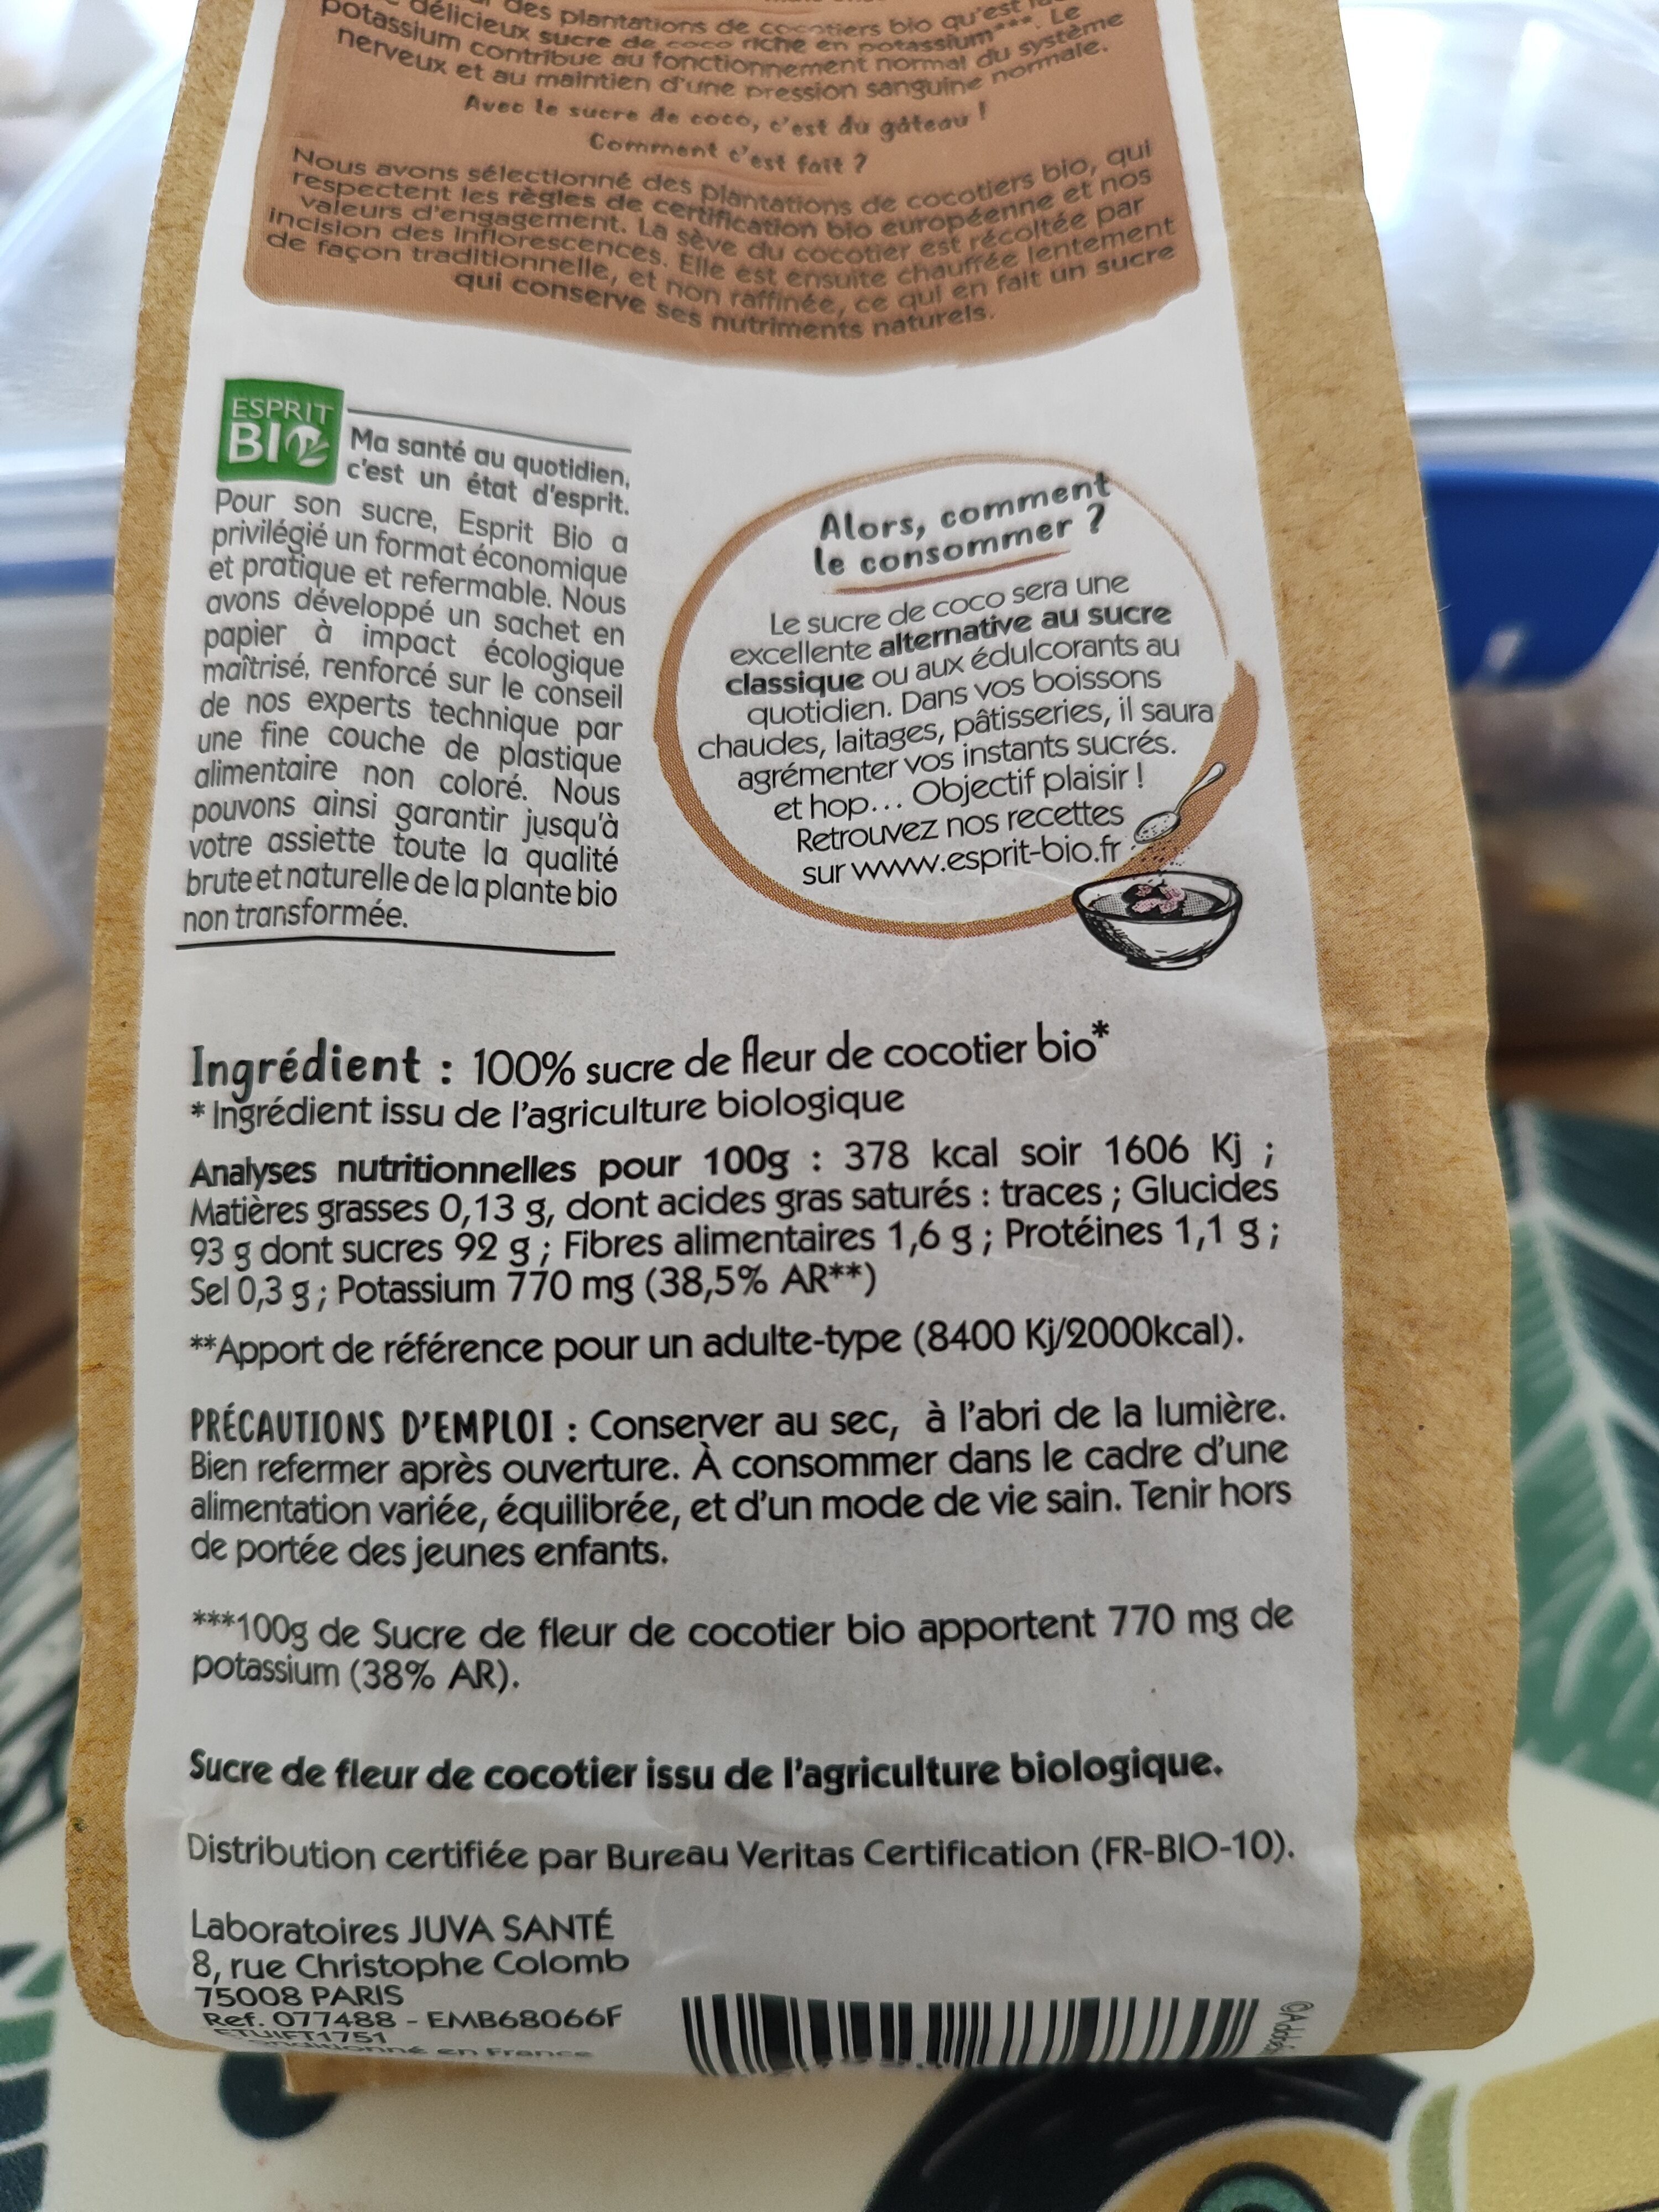 des plantations de cocotiers bio qu'est
délicieux sucre de coco riche en potassium***. Le
potassium contribue au fonctionnement normal du système
nerveux et au maintien d'une pression sanguine normale.
Avec le sucre de coco, c'est du gâteau !
Comment c'est fait ?
Nous avons sélectionné des plantations de cocotiers bio, qui
respectent les règles de certification bio européenne et nos
valeurs d'engagement. La sève du cocotier est récoltée par
incision des inflorescences. Elle est ensuite chauffée lentement
de façon traditionnelle, et non raffinée, ce qui en fait un sucre
qui conserve ses nutriments naturels.
ESPRIT
BIO
Ma santé au quotidien,
c'est un état d'esprit.
Pour son sucre, Esprit Bio a
privilégié un format économique
et pratique et refermable. Nous
avons développé un sachet en
papier à impact écologique
maîtrisé, renforcé sur le conseil
de nos experts technique par
une fine couche de plastique
alimentaire non coloré. Nous
pouvons ainsi garantir jusqu'à
votre assiette toute la qualité
brute et naturelle de la plante bio
non transformée.
Alors, comment
le consommer ?
Le sucre de coco sera une
excellente alternative au sucre
classique ou aux édulcorants au
quotidien. Dans vos boissons
chaudes, laitages, pâtisseries, il saura
agrémenter vos instants sucrés.
et hop... Objectif plaisir !
Retrouvez nos recettes
sur www.esprit-bio.fr
Ingrédient : 100% sucre de fleur de cocotier bio*
* Ingrédient issu de l'agriculture biologique
Analyses nutritionnelles pour 100g : 378 kcal soir 1606 Kj ;
Matières grasses 0,13 g, dont acides gras saturés : traces ; Glucides
93 g dont sucres 92 g ; Fibres alimentaires 1,6 g ; Protéines 1,1 g ;
Sel 0,3 g ; Potassium 770 mg (38,5% AR**)
**Apport de référence pour un adulte-type (8400 Kj/2000kcal).
PRÉCAUTIONS D'EMPLOI : Conserver au sec, à l'abri de la lumière.
Bien refermer après ouverture. À consommer dans le cadre d'une
alimentation variée, équilibrée, et d'un mode de vie sain. Tenir hors
de portée des jeunes enfants.
***100g de Sucre de fleur de cocotier bio apportent 770 mg de
potassium (38% AR).
Sucre de fleur de cocotier issu de l'agriculture biologique.
Distribution certifiée par Bureau Veritas Certification (FR-BIO-10).
Laboratoires JUVA SANTÉ
8, rue Christophe Colomb
75008 PARIS
Ref. 077488 - EMB68066F
ETUIFT1751
en France